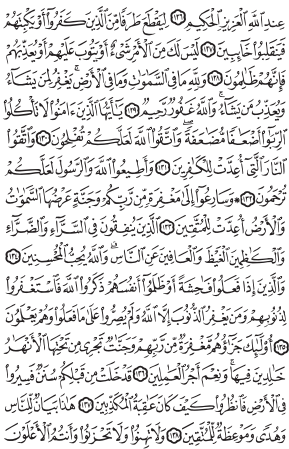 عِندِ ٱللَّهِ ٱلْعَزِيزِ ٱلْحَكِيمِ ﴿١٢٦﴾ لِيَقْطَعَ طَرَفًا مِّنَ ٱلَّذِينَ كَفَرُوٓا۟ أَوْ يَكْبِتَهُمْ
فَيَنقَلِبُوا۟ خَآئِبِينَ ﴿١٢٧﴾ لَيْسَ لَكَ مِنَ ٱلْأَمْرِ شَىْءٌ أَوْ يَتُوبَ عَلَيْهِمْ أَوْ يُعَذِّبَهُمْ
فَإِنَّهُمْ ظَٰلِمُونَ ﴿١٢٨﴾ وَلِلَّهِ مَا فِى ٱلسَّمَٰوَٰتِ وَمَا فِى ٱلْأَرْضِ يَغْفِرُ لِمَن يَشَآءُ
وَيُعَذِّبُ مَن يَشَآءُ وَٱللَّهُ غَفُورٌ رَّحِيمٌ ﴿١٢٩﴾ يَٰٓأَيُّهَا ٱلَّذِينَ ءَامَنُوا۟ لَا تَأْكُلُوا۟
ٱلرِّبَوٰٓا۟ أَضْعَٰفًا مُّضَٰعَفَةً وَٱتَّقُوا۟ ٱللَّهَ لَعَلَّكُمْ تُفْلِحُونَ ﴿١٣٠﴾ وَٱتَّقُوا۟
ٱلنَّارَ ٱلَّتِىٓ أُعِدَّتْ لِلْكَٰفِرِينَ ﴿١٣١﴾ وَأَطِيعُوا۟ ٱللَّهَ وَٱلرَّسُولَ لَعَلَّكُمْ
تُرْحَمُونَ ﴿١٣٢﴾ وَسَارِعُوٓا۟ إِلَىٰ مَغْفِرَةٍ مِّن رَّبِّكُمْ وَجَنَّةٍ عَرْضُهَا ٱلسَّمَٰوَٰتُ
وَٱلْأَرْضُ أُعِدَّتْ لِلْمُتَّقِينَ ﴿١٣٣﴾ ٱلَّذِينَ يُنفِقُونَ فِى ٱلسَّرَّآءِ وَٱلضَّرَّآءِ
وَٱلْكَٰظِمِينَ ٱلْغَيْظَ وَٱلْعَافِينَ عَنِ ٱلنَّاسِ وَٱللَّهُ يُحِبُّ ٱلْمُحْسِنِينَ ﴿١٣٤﴾
وَٱلَّذِينَ إِذَا فَعَلُوا۟ فَٰحِشَةً أَوْ ظَلَمُوٓا۟ أَنفُسَهُمْ ذَكَرُوا۟ ٱللَّهَ فَٱسْتَغْفَرُوا۟
لِذُنُوبِهِمْ وَمَن يَغْفِرُ ٱلذُّنُوبَ إِلَّا ٱللَّهُ وَلَمْ يُصِرُّوا۟ عَلَىٰ مَا فَعَلُوا۟ وَهُمْ يَعْلَمُونَ
﴿١٣٥﴾ أُو۟لَٰٓئِكَ جَزَآؤُهُم مَّغْفِرَةٌ مِّن رَّبِّهِمْ وَجَنَّٰتٌ تَجْرِى مِن تَحْتِهَا ٱلْأَنْهَٰرُ
خَٰلِدِينَ فِيهَا وَنِعْمَ أَجْرُ ٱلْعَٰمِلِينَ ﴿١٣٦﴾ قَدْ خَلَتْ مِن قَبْلِكُمْ سُنَنٌ فَسِيرُوا۟
فِى ٱلْأَرْضِ فَٱنظُرُوا۟ كَيْفَ كَانَ عَٰقِبَةُ ٱلْمُكَذِّبِينَ ﴿١٣٧﴾ هَٰذَا بَيَانٌ لِّلنَّاسِ
وَهُدًى وَمَوْعِظَةٌ لِّلْمُتَّقِينَ ﴿١٣٨﴾ وَلَا تَهِنُوا۟ وَلَا تَحْزَنُوا۟ وَأَنتُمُ ٱلْأَعْلَوْنَ